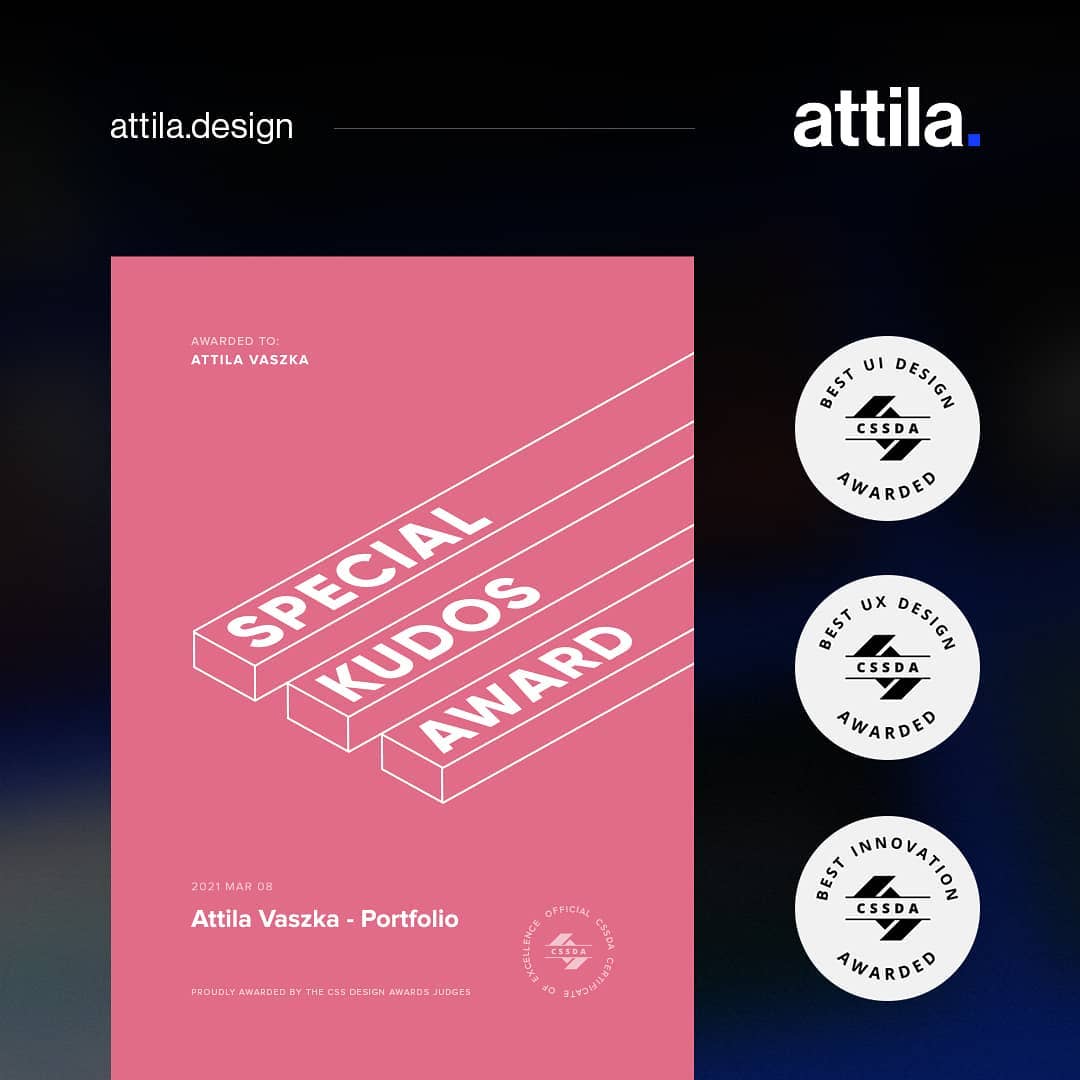 attila.design
attila.
AWARDED TO:
ATTILA VASZKA
SPECIAL
KUDOS
AWARD
2021 MAR 08
Attila Vaszka - Portfolio
PROUDLY AWARDED BY THE CSS DESIGN AWARDS JUDGES
OFFICIAL CSSDA CERTIFICATE OF EXCELLENCE
CSSDA
BEST UI DESIGN
CSSDA
AWARDED
BEST UX DESIGN
CSSDA
AWARDED
BEST INNOVATION
CSSDA
AWARDED